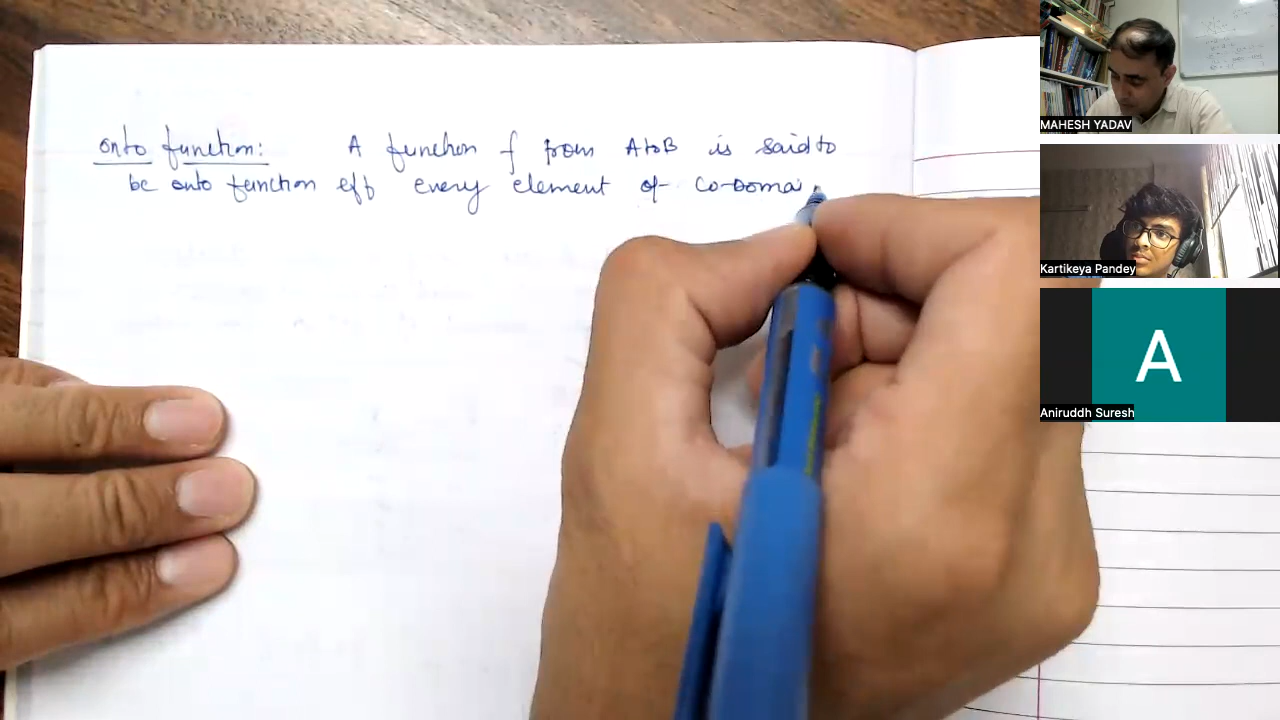 onto function: A function f from A to B is said to
be onto function iff every element of co-Domai
MAHESH YADAV
Kartikeya Pandey
A
Aniruddh Suresh